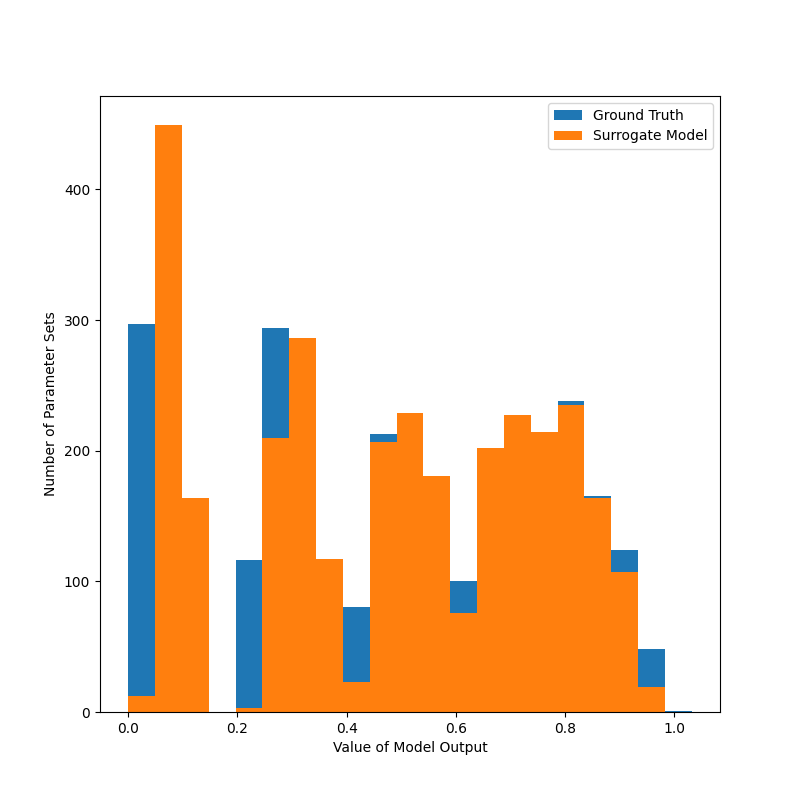 Ground Truth
Surrogate Model
400
300
200
100
0
Number of Parameter Sets
0.0 0.2 0.4 0.6 0.8 1.0
Value of Model Output